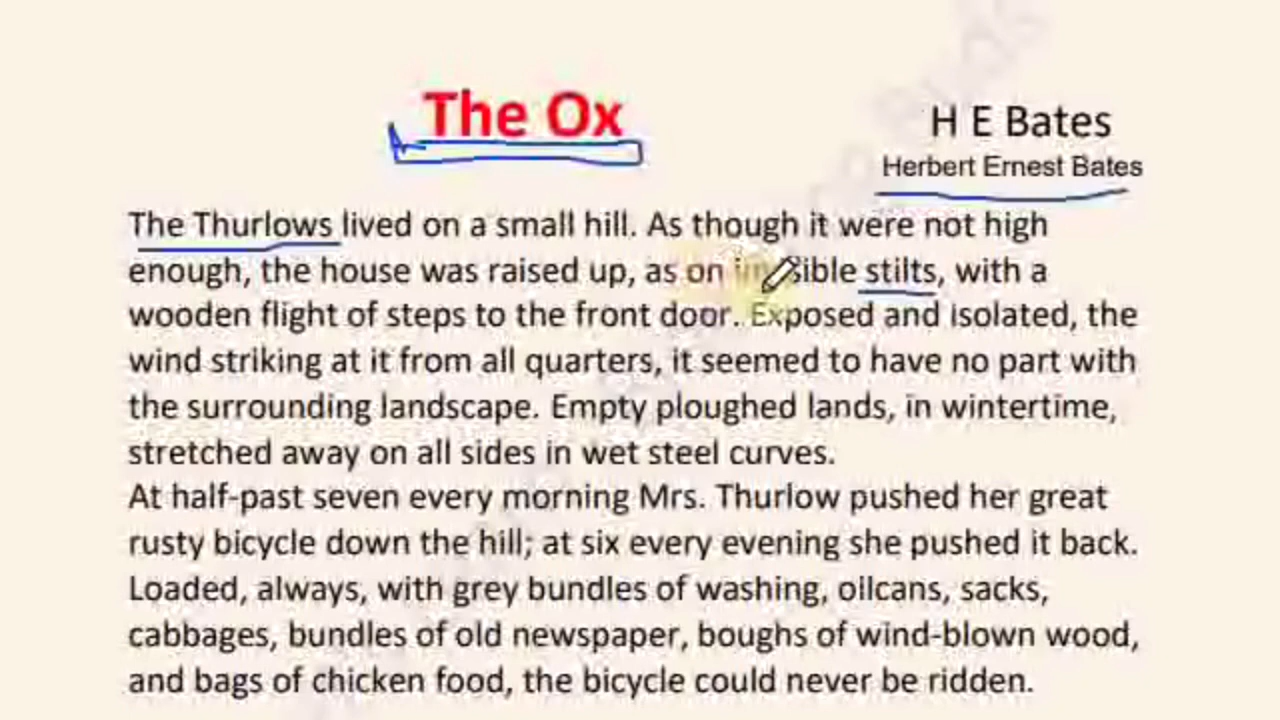 The Ox
H E Bates
Herbert Ernest Bates
The Thurlows lived on a small hill. As though it were not high
enough, the house was raised up, as on stilts, with a
wooden flight of steps to the front door. Exposed and isolated, the
wind striking at it from all quarters, it seemed to have no part with
the surrounding landscape. Empty ploughed lands, in wintertime,
stretched away on all sides in wet steel curves.
At half-past seven every morning Mrs. Thurlow pushed her great
rusty bicycle down the hill; at six every evening she pushed it back.
Loaded, always, with grey bundles of washing, oilcans, sacks,
cabbages, bundles of old newspaper, boughs of wind-blown wood,
and bags of chicken food, the bicycle could never be ridden.